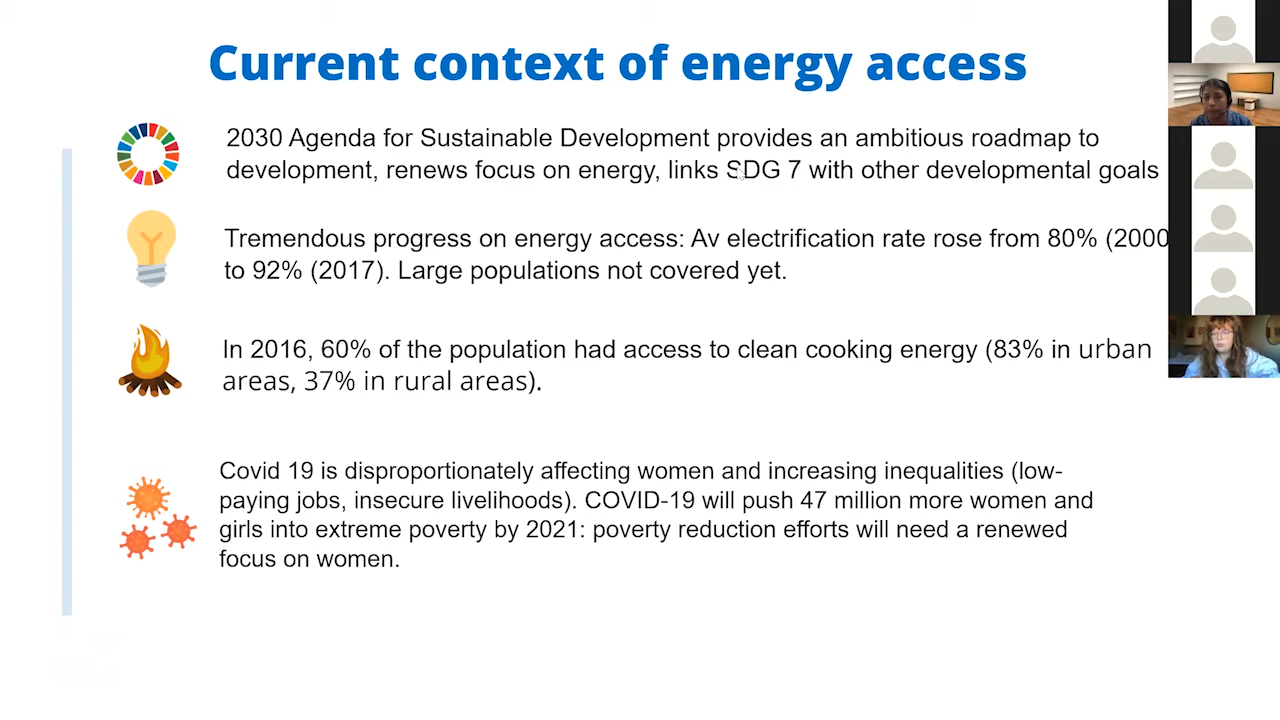 Current context of energy access
2030 Agenda for Sustainable Development provides an ambitious roadmap to
development, renews focus on energy, links SDG 7 with other developmental goals
Tremendous progress on energy access: Av electrification rate rose from 80% (2000
to 92% (2017). Large populations not covered yet.
In 2016, 60% of the population had access to clean cooking energy (83% in urban
areas, 37% in rural areas).
Covid 19 is disproportionately affecting women and increasing inequalities (low-
paying jobs, insecure livelihoods). COVID-19 will push 47 million more women and
girls into extreme poverty by 2021: poverty reduction efforts will need a renewed
focus on women.